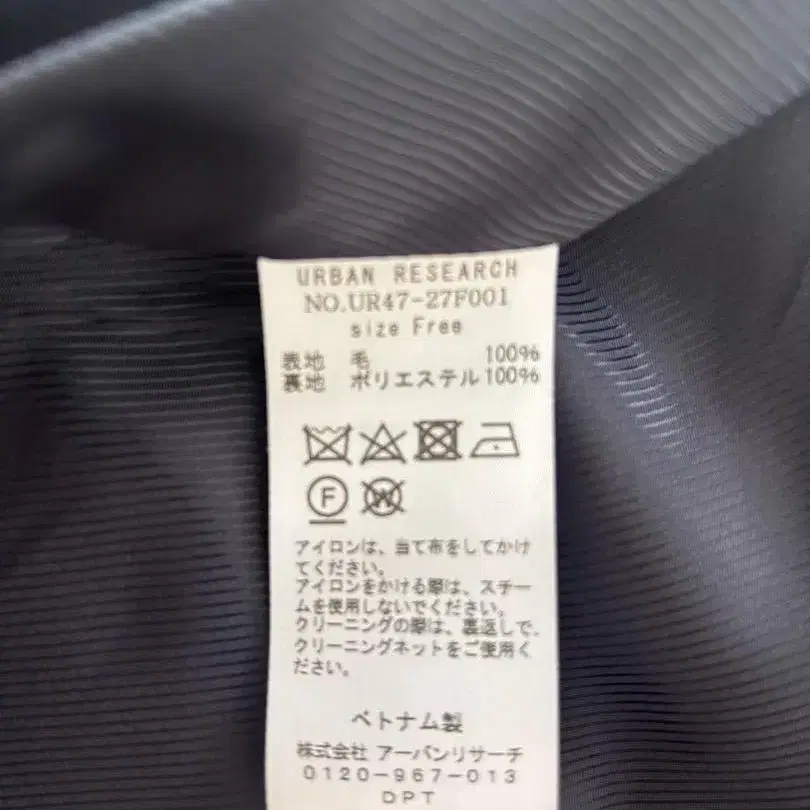 URBAN RESEARCH
NO.UR47-27F001
size Free
表地 毛 100%
裏地 ポリエステル 100%
F
W
アイロンは、当て布をしてかけ
てください。
アイロンをかける際は、スチー
ムを使用しないでください。
クリーニングの際は、裏返しで、
クリーニングネットをご使用く
ださい。
ベトナム製
株式会社 アーバンリサーチ
0120-967-013
DPT